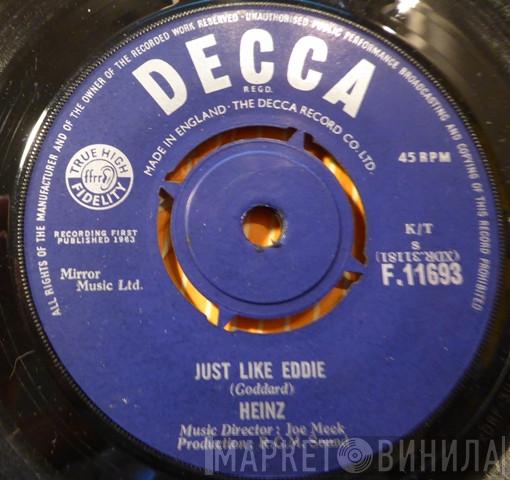 ALL RIGHTS OF THE MANUFACTURER AND OF THE OWNER OF THE RECORDED WORK RESERVED · UNAUTHORISED PUBLIC PERFORMANCE BROADCASTING AND COPYING OF THIS RECORD PROHIBITED
DECCA
REGD.
MADE IN ENGLAND · THE DECCA RECORD CO. LTD.
TRUE HIGH
ffrr
FIDELITY
45 RPM
RECORDING FIRST
PUBLISHED 1963
K/T
s
(XDR.31151)
F.11693
Mirror
Music Ltd.
JUST LIKE EDDIE
(Goddard)
HEINZ
Music Director : Joe Meek
Production : R.G.M. Sound
МАРКЕТ ВИНИЛА